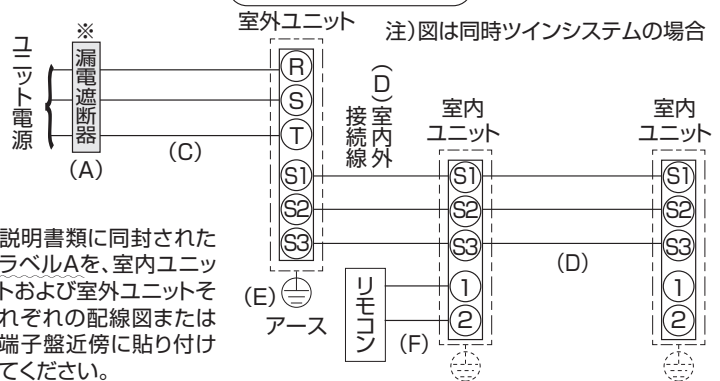 室外ユニット
注)図は同時ツインシステムの場合
ユニット電源
※
漏電遮断器
(A)
(C)
R
S
T
S1
S2
S3
(D)室内外
接続線
室内
ユニット
S1
S2
S3
1
2
室内
ユニット
S1
S2
S3
1
2
(D)
(E)
アース
リモコン
(F)
説明書類に同封された
ラベルAを、室内ユニッ
トおよび室外ユニットそ
れぞれの配線図または
端子盤近傍に貼り付け
てください。